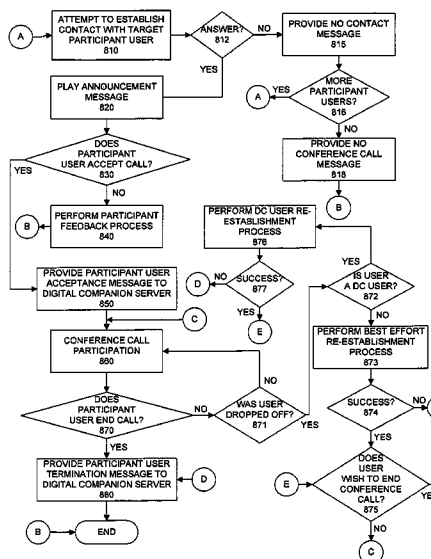 A
ATTEMPT TO ESTABLISH
CONTACT WITH TARGET
PARTICIPANT USER
810
ANSWER?
812
NO
YES
PROVIDE NO CONTACT
MESSAGE
815
PLAY ANNOUNCEMENT
MESSAGE
820
A
YES
MORE
PARTICIPANT
USERS?
816
NO
DOES
PARTICIPANT
USER ACCEPT CALL?
830
YES
NO
PROVIDE NO
CONFERENCE CALL
MESSAGE
818
B
B
PERFORM PARTICIPANT
FEEDBACK PROCESS
840
PERFORM DC USER RE-
ESTABLISHMENT
PROCESS
876
D
NO
SUCCESS?
877
YES
E
YES
IS USER
A DC USER?
872
NO
PROVIDE PARTICIPANT USER
ACCEPTANCE MESSAGE TO
DIGITAL COMPANION SERVER
850
C
CONFERENCE CALL
PARTICIPATION
860
PERFORM BEST EFFORT
RE-ESTABLISHMENT
PROCESS
873
NO
DOES
PARTICIPANT
USER END CALL?
870
NO
WAS USER
DROPPED OFF?
871
YES
SUCCESS?
874
NO
YES
YES
PROVIDE PARTICIPANT USER
TERMINATION MESSAGE TO
DIGITAL COMPANION SERVER
880
D
E
DOES
USER
WISH TO END
CONFERENCE
CALL?
875
YE
NO
C
B
END